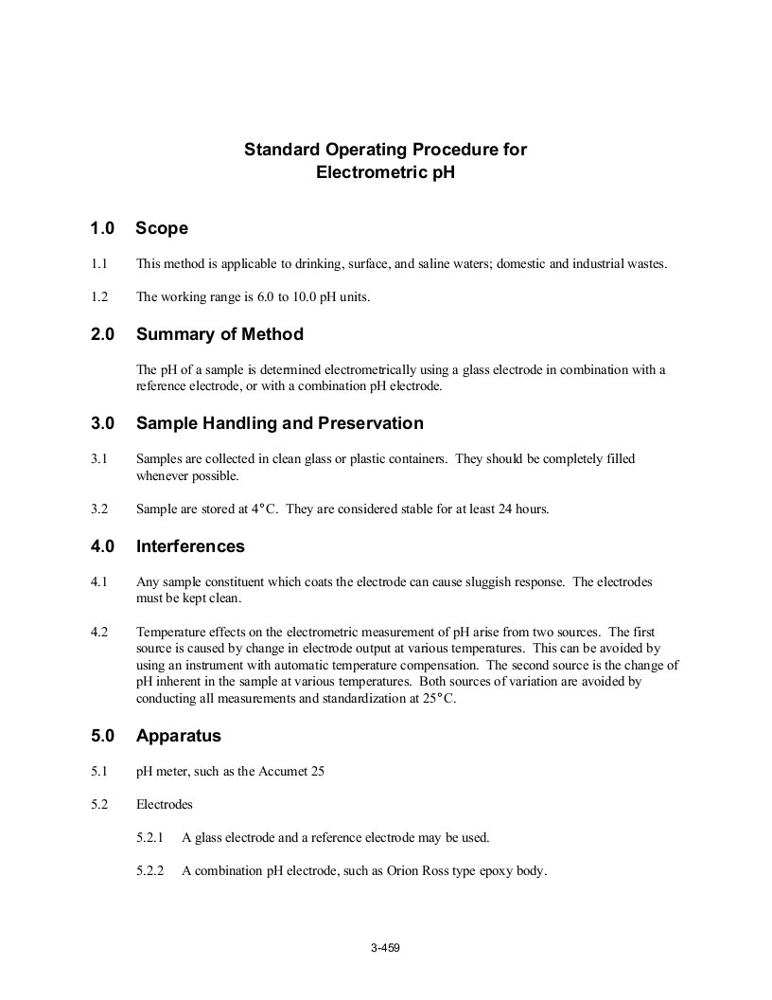 Standard Operating Procedure for
Electrometric pH
1.0 Scope
1.1 This method is applicable to drinking, surface, and saline waters; domestic and industrial wastes.
1.2 The working range is 6.0 to 10.0 pH units.
2.0 Summary of Method
The pH of a sample is determined electrometrically using a glass electrode in combination with a
reference electrode, or with a combination pH electrode.
3.0 Sample Handling and Preservation
3.1 Samples are collected in clean glass or plastic containers. They should be completely filled
whenever possible.
3.2 Sample are stored at 4°C. They are considered stable for at least 24 hours.
4.0 Interferences
4.1 Any sample constituent which coats the electrode can cause sluggish response. The electrodes
must be kept clean.
4.2 Temperature effects on the electrometric measurement of pH arise from two sources. The first
source is caused by change in electrode output at various temperatures. This can be avoided by
using an instrument with automatic temperature compensation. The second source is the change of
pH inherent in the sample at various temperatures. Both sources of variation are avoided by
conducting all measurements and standardization at 25°C.
5.0 Apparatus
5.1 pH meter, such as the Accumet 25
5.2 Electrodes
5.2.1 A glass electrode and a reference electrode may be used.
5.2.2 A combination pH electrode, such as Orion Ross type epoxy body.
3-459